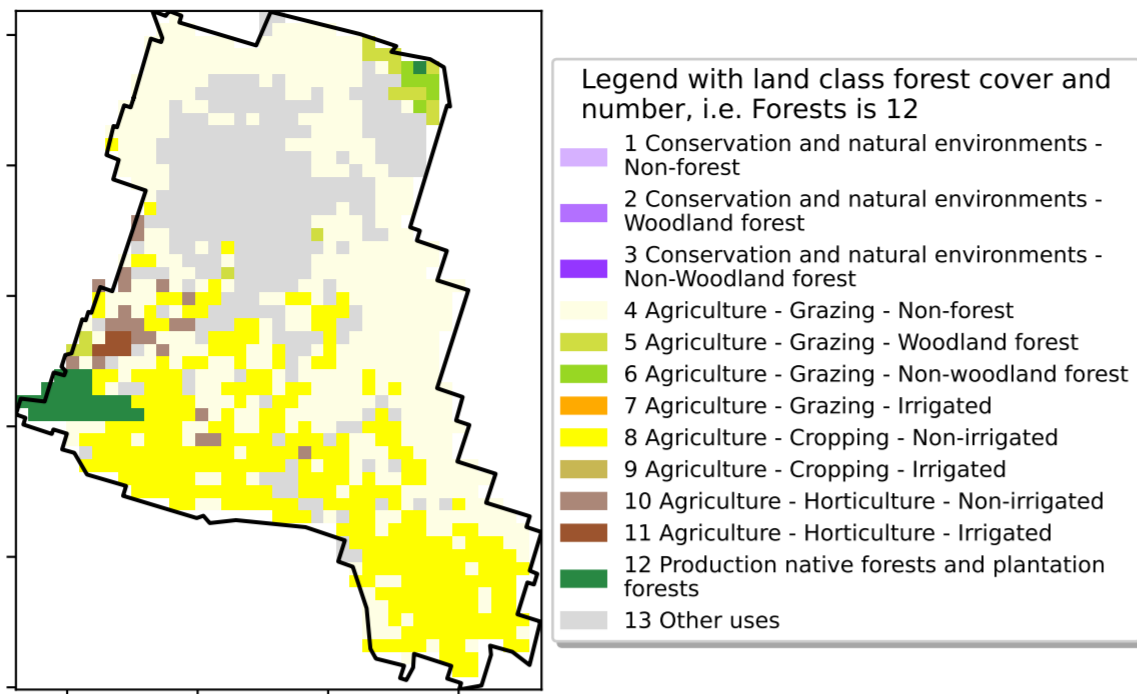 Legend with land class forest cover and
number, i.e. Forests is 12
1 Conservation and natural environments -
Non-forest
2 Conservation and natural environments -
Woodland forest
3 Conservation and natural environments -
Non-Woodland forest
4 Agriculture - Grazing - Non-forest
5 Agriculture - Grazing - Woodland forest
6 Agriculture - Grazing - Non-woodland forest
7 Agriculture - Grazing - Irrigated
8 Agriculture - Cropping - Non-irrigated
9 Agriculture - Cropping - Irrigated
10 Agriculture - Horticulture - Non-irrigated
11 Agriculture - Horticulture - Irrigated
12 Production native forests and plantation
forests
13 Other uses